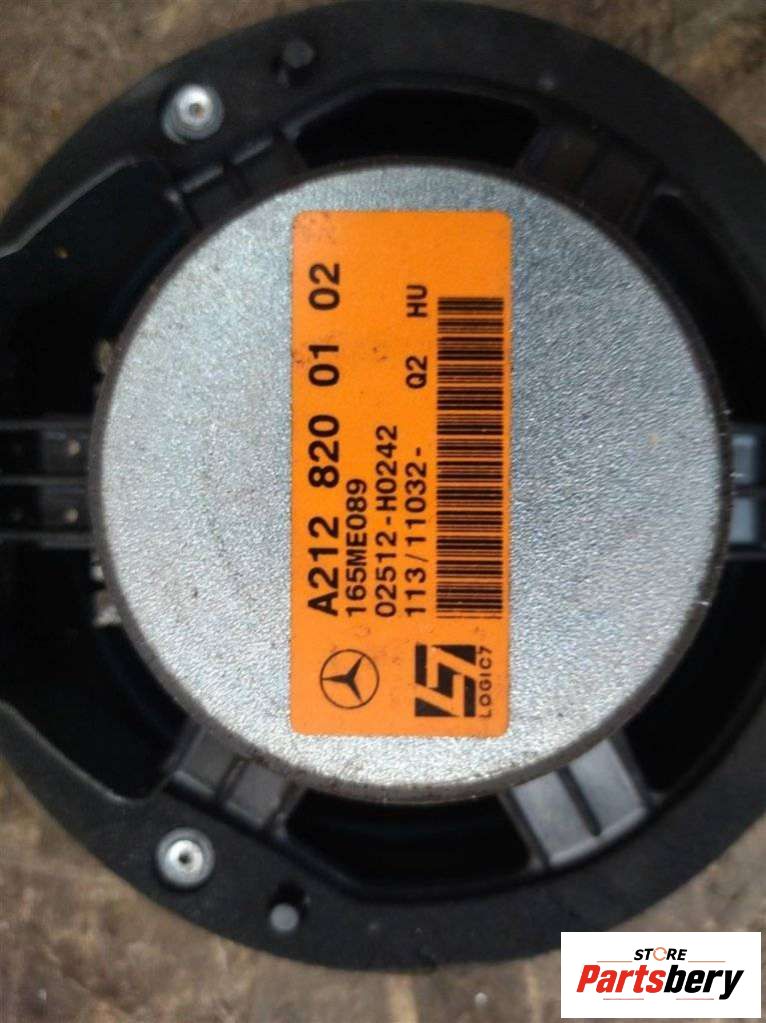 A212 820 01 02
165ME089
02512-H0242
113/11032- Q2 HU
LOGIC7
STORE
Partsbery